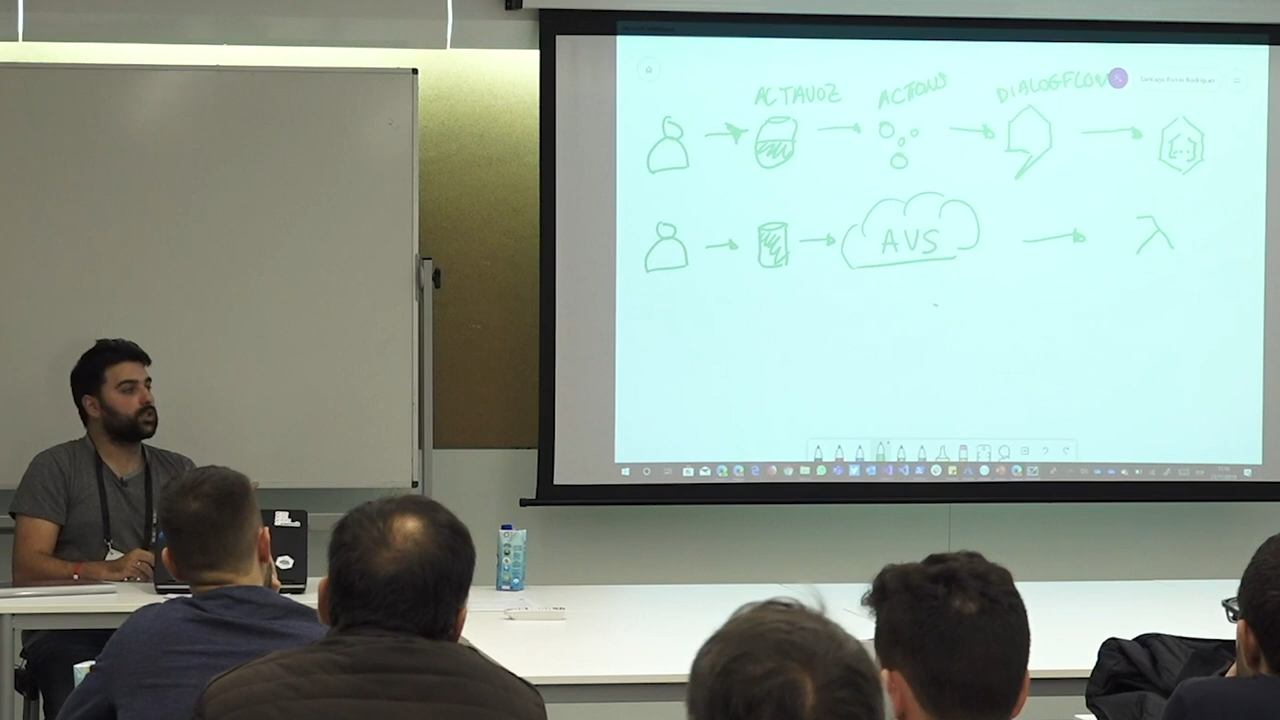 ACTAVOZ ACTIONS DIALOGFLOW
{...}
AVS λ